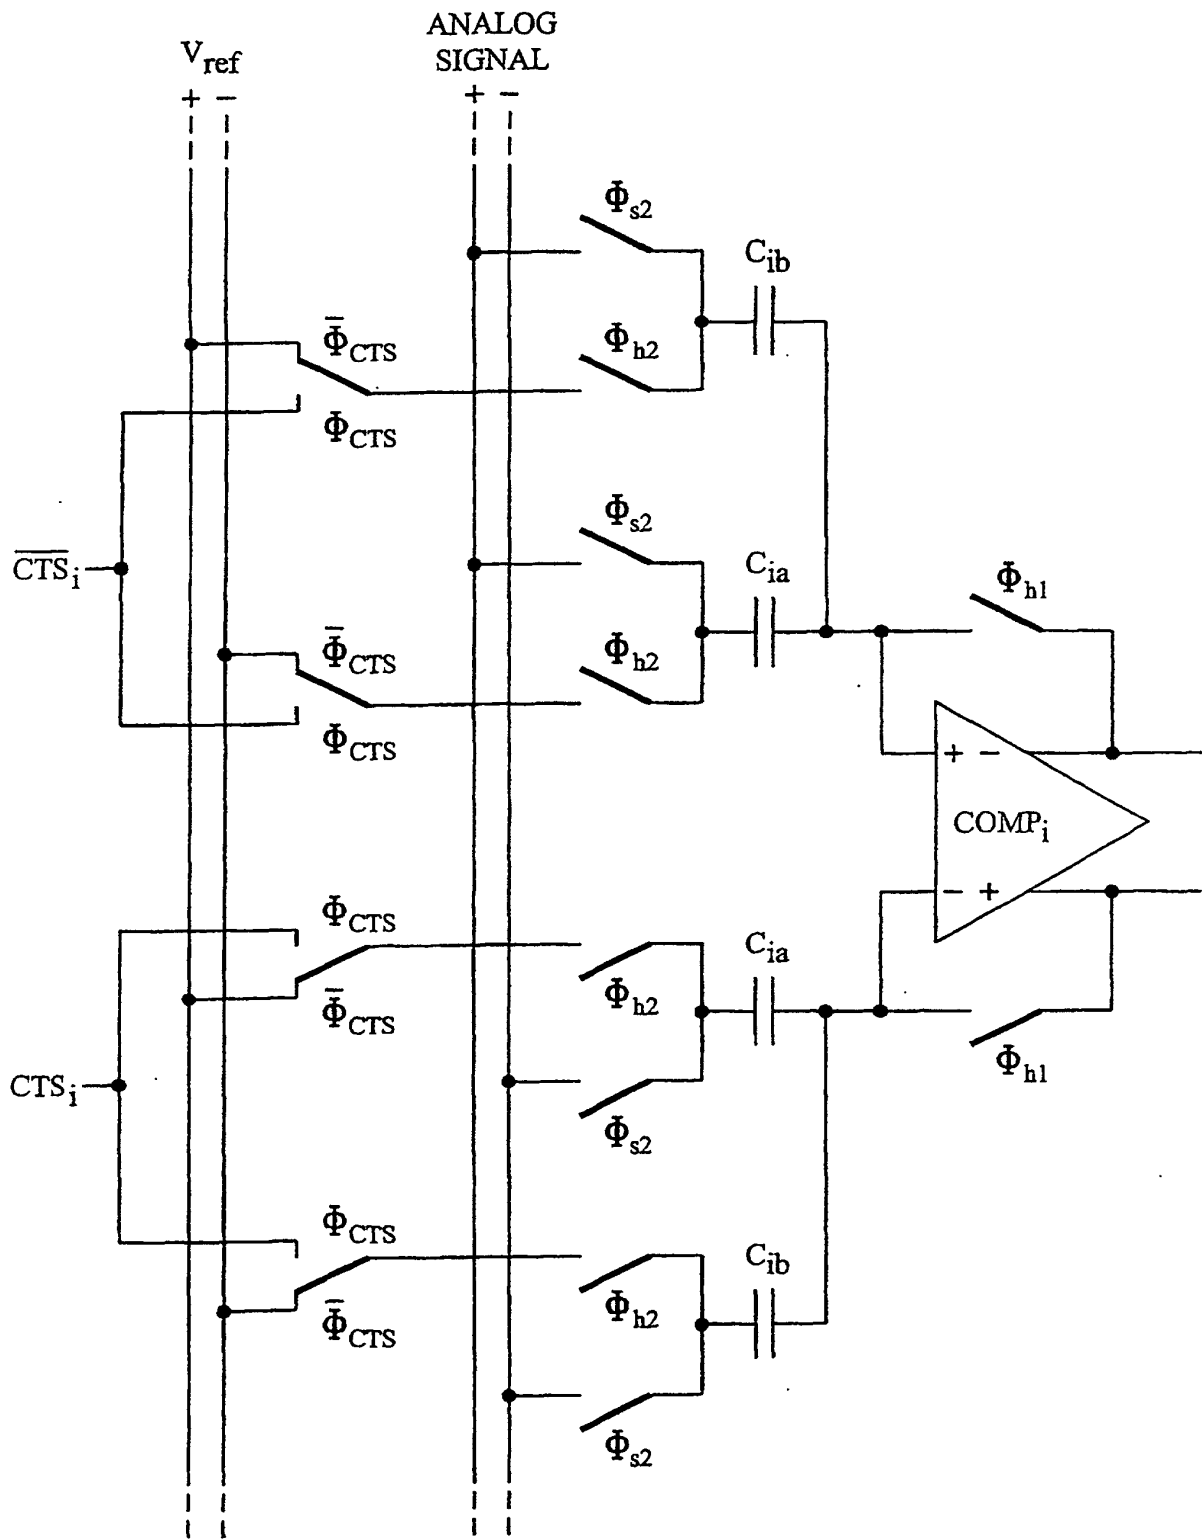 ANALOG
SIGNAL
V_ref
+ −
+ −
Φ_s2
C_ib
Φ̄_CTS
Φ_h2
Φ_CTS
Φ_s2
C̅T̅S̅_i
C_ia
Φ_h1
Φ̄_CTS
Φ_h2
Φ_CTS
+ −
COMP_i
− +
Φ_CTS
C_ia
Φ_h2
Φ̄_CTS
Φ_h1
CTS_i
Φ_s2
Φ_CTS
C_ib
Φ_h2
Φ̄_CTS
Φ_s2